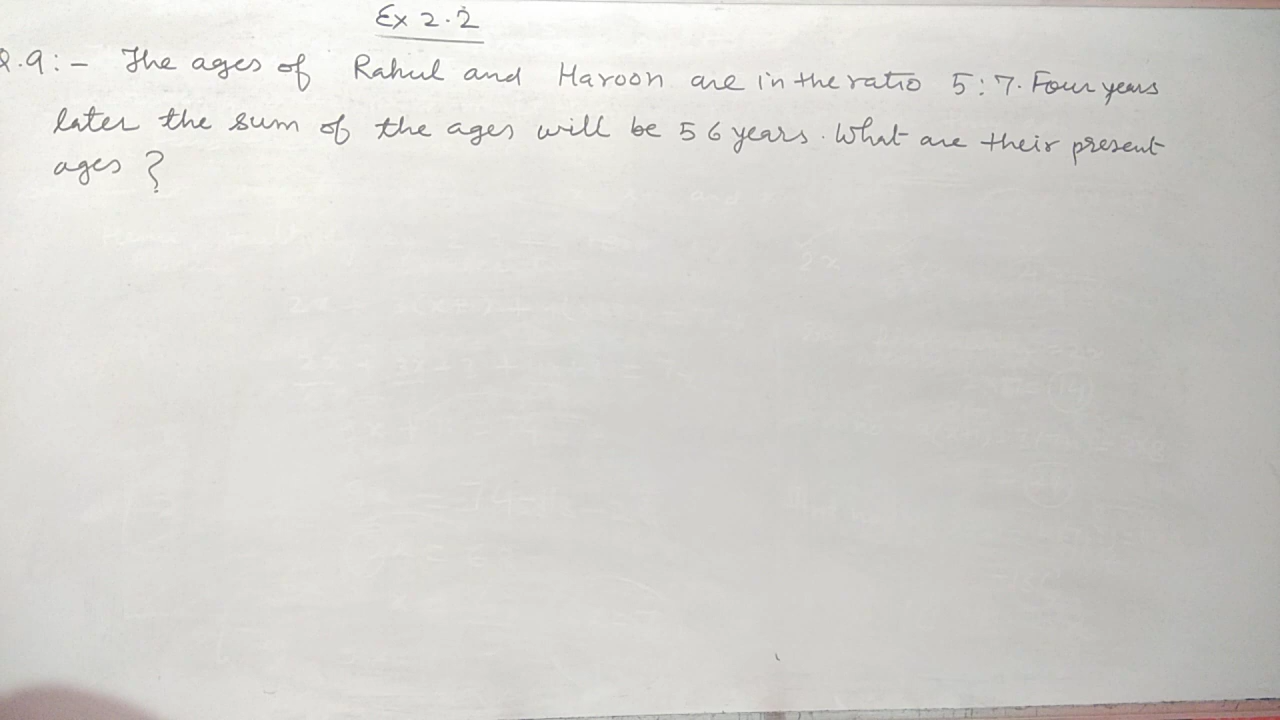 Ex 2.2
Q.9:- The ages of Rahul and Haroon are in the ratio 5:7. Four years
later the sum of the ages will be 56 years. What are their present
ages?